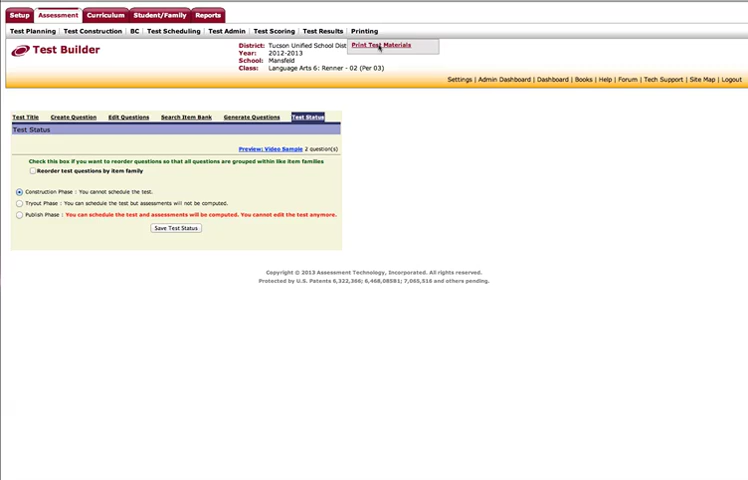 Setup Assessment Curriculum Student/Family Reports
Test Planning Test Construction BC Test Scheduling Test Admin Test Scoring Test Results Printing
Print Test Materials
Test Builder
District: Tucson Unified School Dist
Year: 2012-2013
School: Mansfeld
Class: Language Arts 6: Renner - 02 (Per 03)
Settings | Admin Dashboard | Dashboard | Books | Help | Forum | Tech Support | Site Map | Logout
Test Title Create Question Edit Questions Search Item Bank Generate Questions Test Status
Test Status
Preview: Video Sample 2 question(s)
Check this box if you want to reorder questions so that all questions are grouped within like item families
Reorder test questions by item family
Construction Phase : You cannot schedule the test.
Tryout Phase : You can schedule the test but assessments will not be computed.
Publish Phase : You can schedule the test and assessments will be computed. You cannot edit the test anymore.
Save Test Status
Copyright © 2013 Assessment Technology, Incorporated. All rights reserved.
Protected by U.S. Patents 6,322,366; 6,468,085B1; 7,065,516 and others pending.